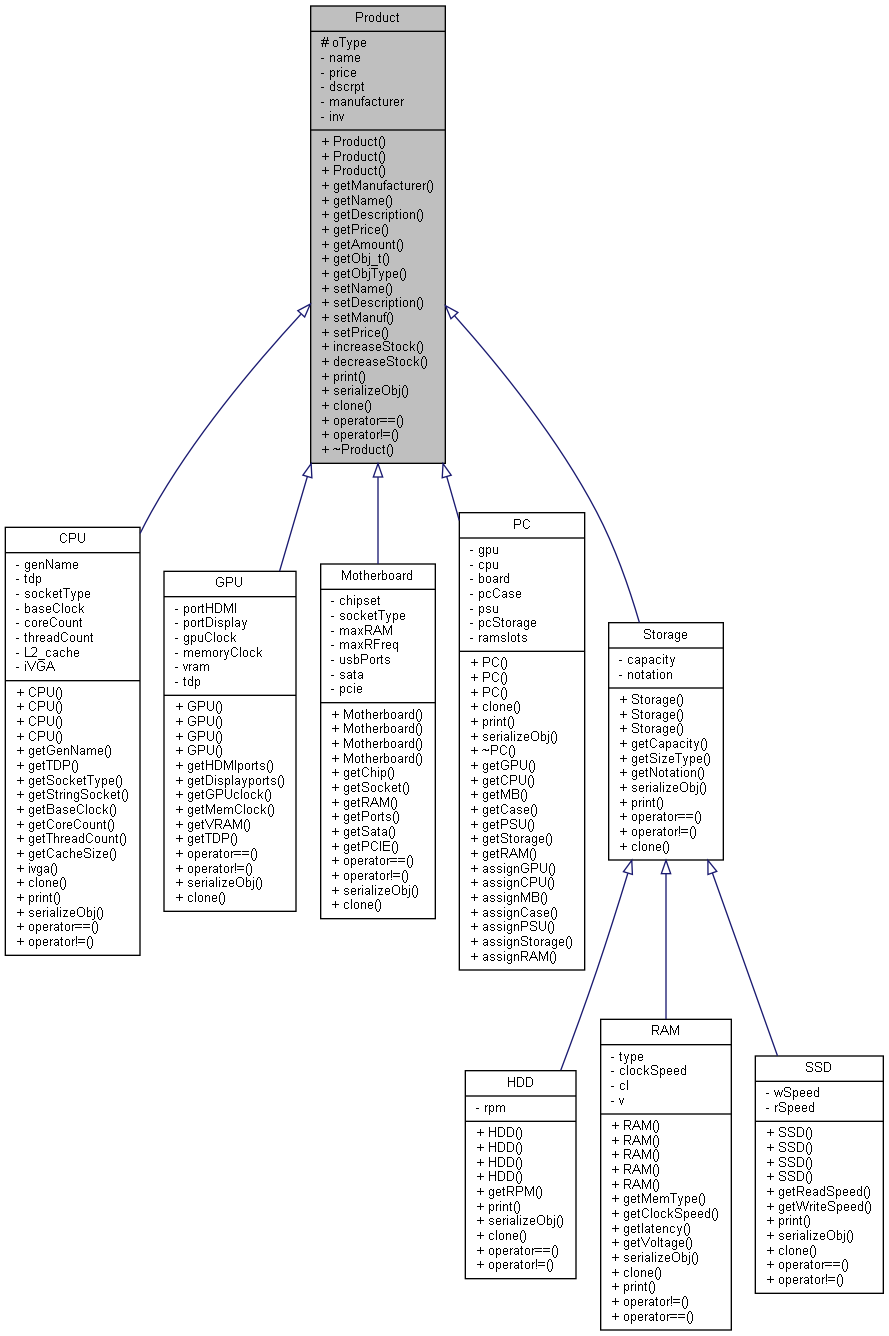 Product
# oType
- name
- price
- dscrpt
- manufacturer
- inv
+ Product()
+ Product()
+ Product()
+ getManufacturer()
+ getName()
+ getDescription()
+ getPrice()
+ getAmount()
+ getObj_t()
+ getObjType()
+ setName()
+ setDescription()
+ setManuf()
+ setPrice()
+ increaseStock()
+ decreaseStock()
+ print()
+ serializeObj()
+ clone()
+ operator==()
+ operator!=()
+ ~Product()
CPU
- genName
- tdp
- socketType
- baseClock
- coreCount
- threadCount
- L2_cache
- iVGA
+ CPU()
+ CPU()
+ CPU()
+ CPU()
+ getGenName()
+ getTDP()
+ getSocketType()
+ getStringSocket()
+ getBaseClock()
+ getCoreCount()
+ getThreadCount()
+ getCacheSize()
+ ivga()
+ clone()
+ print()
+ serializeObj()
+ operator==()
+ operator!=()
GPU
- portHDMI
- portDisplay
- gpuClock
- memoryClock
- vram
- tdp
+ GPU()
+ GPU()
+ GPU()
+ GPU()
+ getHDMIports()
+ getDisplayports()
+ getGPUclock()
+ getMemClock()
+ getVRAM()
+ getTDP()
+ operator==()
+ operator!=()
+ serializeObj()
+ clone()
Motherboard
- chipset
- socketType
- maxRAM
- maxRFreq
- usbPorts
- sata
- pcie
+ Motherboard()
+ Motherboard()
+ Motherboard()
+ Motherboard()
+ getChip()
+ getSocket()
+ getRAM()
+ getPorts()
+ getSata()
+ getPCIE()
+ operator==()
+ operator!=()
+ serializeObj()
+ clone()
PC
- gpu
- cpu
- board
- pcCase
- psu
- pcStorage
- ramslots
+ PC()
+ PC()
+ PC()
+ clone()
+ print()
+ serializeObj()
+ ~PC()
+ getGPU()
+ getCPU()
+ getMB()
+ getCase()
+ getPSU()
+ getStorage()
+ getRAM()
+ assignGPU()
+ assignCPU()
+ assignMB()
+ assignCase()
+ assignPSU()
+ assignStorage()
+ assignRAM()
Storage
- capacity
- notation
+ Storage()
+ Storage()
+ Storage()
+ getCapacity()
+ getSizeType()
+ getNotation()
+ serializeObj()
+ print()
+ operator==()
+ operator!=()
+ clone()
HDD
- rpm
+ HDD()
+ HDD()
+ HDD()
+ HDD()
+ getRPM()
+ print()
+ serializeObj()
+ clone()
+ operator==()
+ operator!=()
RAM
- type
- clockSpeed
- cl
- v
+ RAM()
+ RAM()
+ RAM()
+ RAM()
+ RAM()
+ getMemType()
+ getClockSpeed()
+ getlatency()
+ getVoltage()
+ serializeObj()
+ clone()
+ print()
+ operator!=()
+ operator==()
SSD
- wSpeed
- rSpeed
+ SSD()
+ SSD()
+ SSD()
+ SSD()
+ getReadSpeed()
+ getWriteSpeed()
+ print()
+ serializeObj()
+ clone()
+ operator==()
+ operator!=()